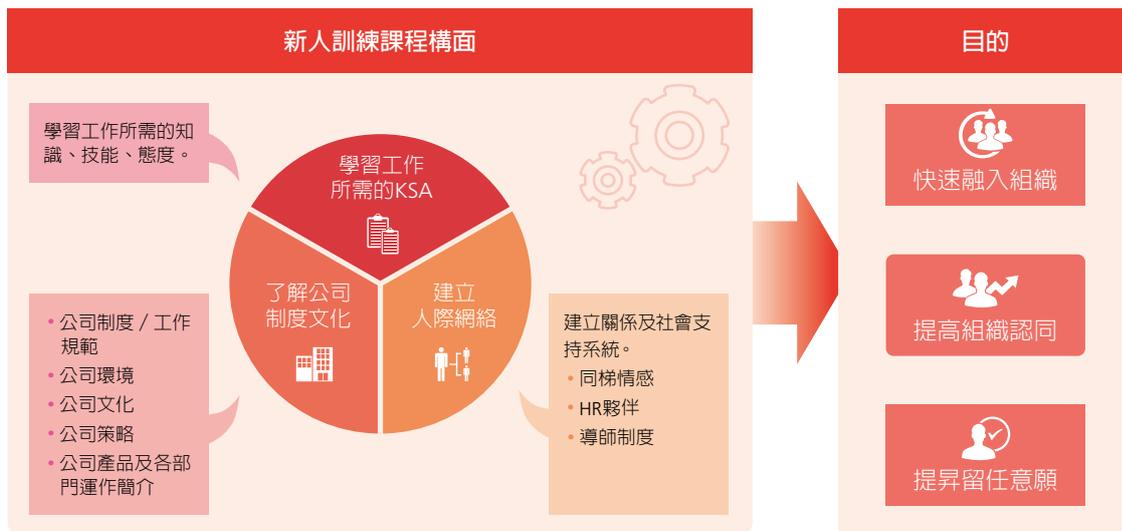 新人訓練課程構面
學習工作所需的知
識、技能、態度。
學習工作
所需的KSA
了解公司
制度文化
建立
人際網絡
• 公司制度 / 工作
規範
• 公司環境
• 公司文化
• 公司策略
• 公司產品及各部
門運作簡介
建立關係及社會支
持系統。
• 同梯情感
• HR夥伴
• 導師制度
目的
快速融入組織
提高組織認同
提昇留任意願